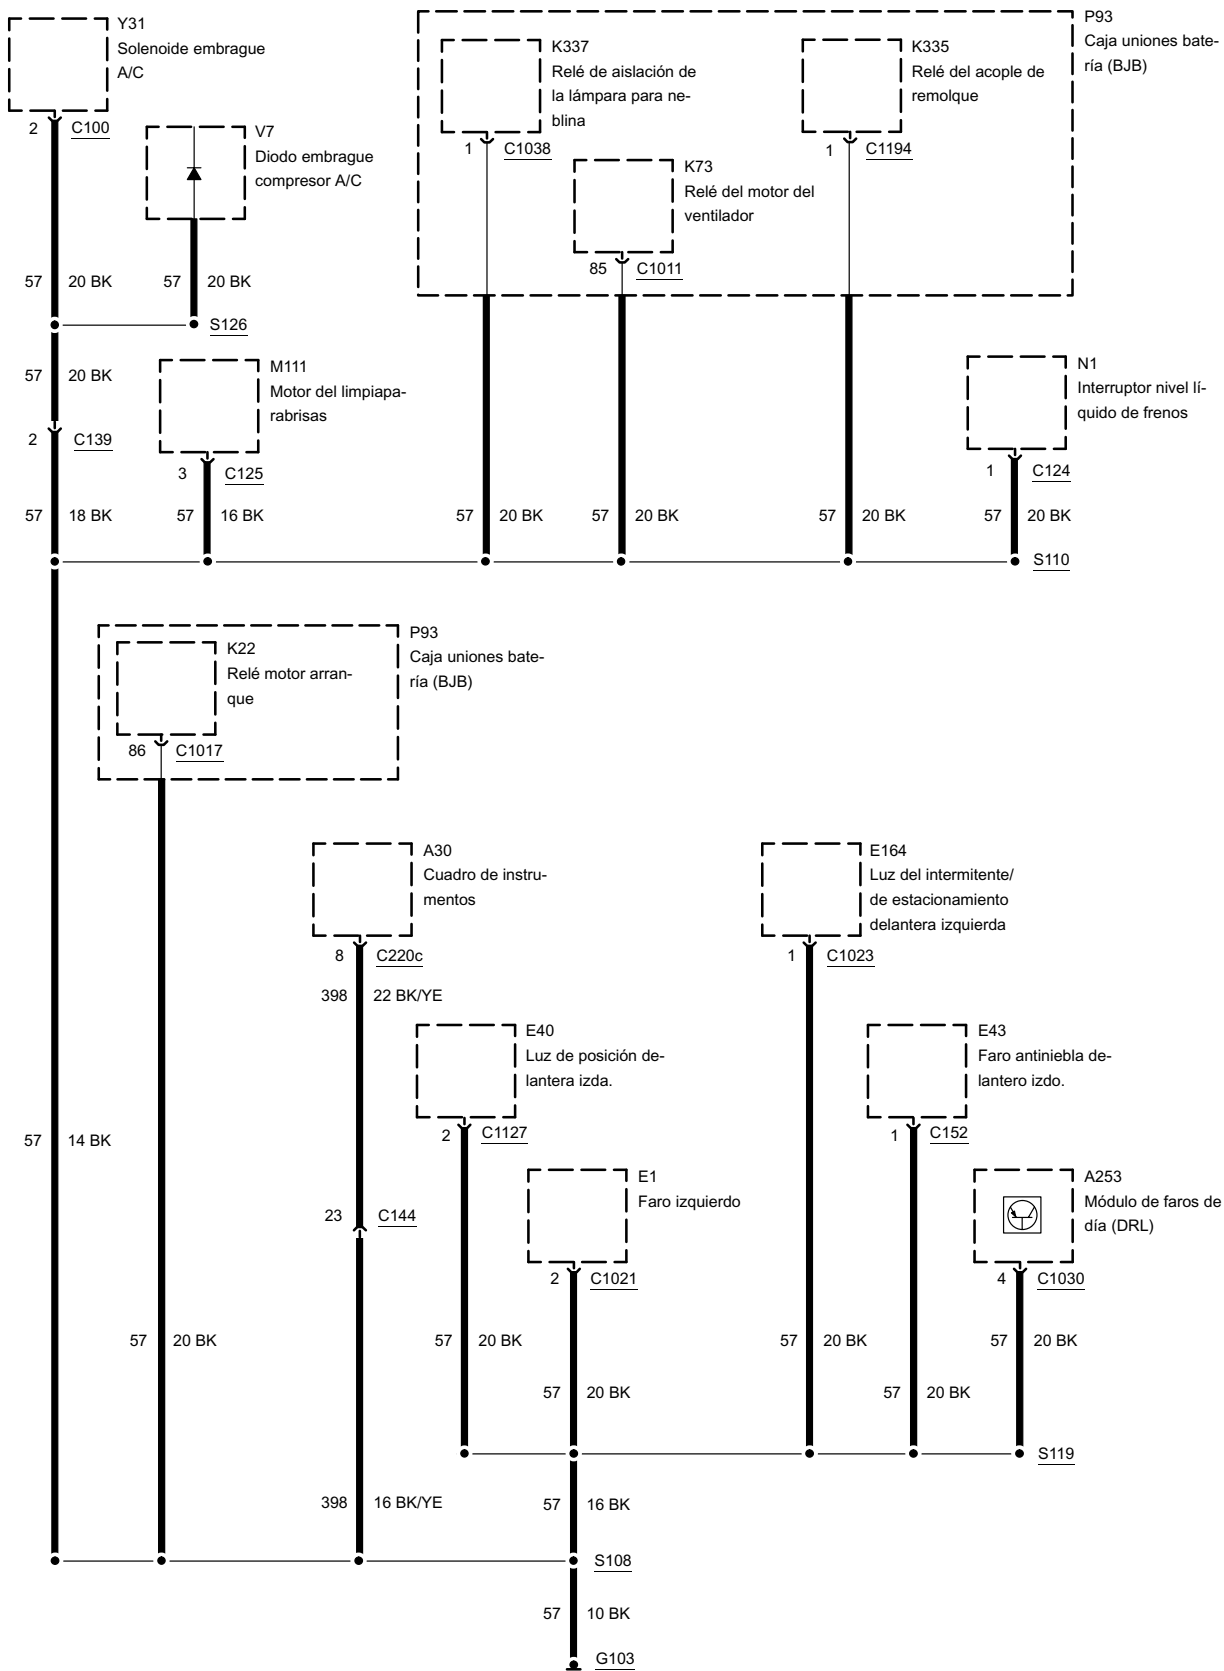 Y31
Solenoide embrague
A/C
2 C100
V7
Diodo embrague
compresor A/C
57 20 BK
57 20 BK
S126
57 20 BK
2 C139
M111
Motor del limpiapa-
rabrisas
3 C125
57 18 BK
57 16 BK
P93
Caja uniones bate-
ría (BJB)
K337
Relé de aislación de
la lámpara para ne-
blina
1 C1038
K73
Relé del motor del
ventilador
85 C1011
K335
Relé del acople de
remolque
1 C1194
N1
Interruptor nivel lí-
quido de frenos
1 C124
57 20 BK
57 20 BK
57 20 BK
57 20 BK
S110
P93
Caja uniones bate-
ría (BJB)
K22
Relé motor arran-
que
86 C1017
A30
Cuadro de instru-
mentos
8 C220c
398 22 BK/YE
E164
Luz del intermitente/
de estacionamiento
delantera izquierda
1 C1023
E40
Luz de posición de-
lantera izda.
2 C1127
E43
Faro antiniebla de-
lantero izdo.
1 C152
57 14 BK
E1
Faro izquierdo
2 C1021
A253
Módulo de faros de
día (DRL)
4 C1030
23 C144
57 20 BK
57 20 BK
57 20 BK
57 20 BK
57 20 BK
57 20 BK
S119
398 16 BK/YE
57 16 BK
S108
57 10 BK
G103